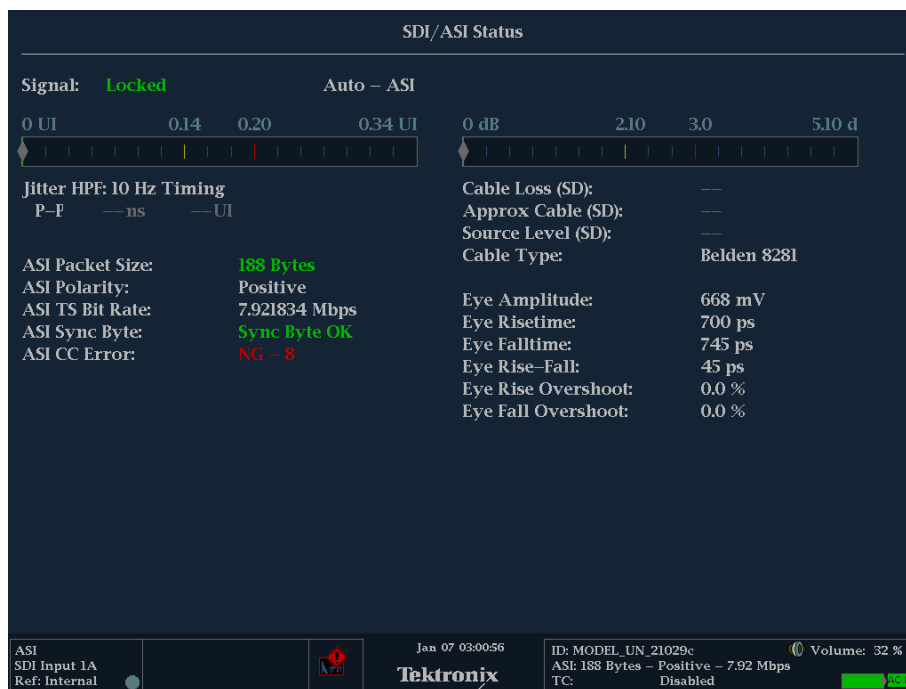 SDI/ASI Status
Signal: Locked Auto – ASI
0 UI 0.14 0.20 0.34 UI
0 dB 2.10 3.0 5.10 d
Jitter HPF: 10 Hz Timing
P–P ––ns ––UI
ASI Packet Size: 188 Bytes
ASI Polarity: Positive
ASI TS Bit Rate: 7.921834 Mbps
ASI Sync Byte: Sync Byte OK
ASI CC Error: NG – 8
Cable Loss (SD): ––
Approx Cable (SD): ––
Source Level (SD): ––
Cable Type: Belden 8281
Eye Amplitude: 668 mV
Eye Risetime: 700 ps
Eye Falltime: 745 ps
Eye Rise–Fall: 45 ps
Eye Rise Overshoot: 0.0 %
Eye Fall Overshoot: 0.0 %
ASI
SDI Input 1A
Ref: Internal
Jan 07 03:00:56
Tektronix
ID: MODEL_UN_21029c Volume: 32 %
ASI: 188 Bytes – Positive – 7.92 Mbps
TC: Disabled
AC